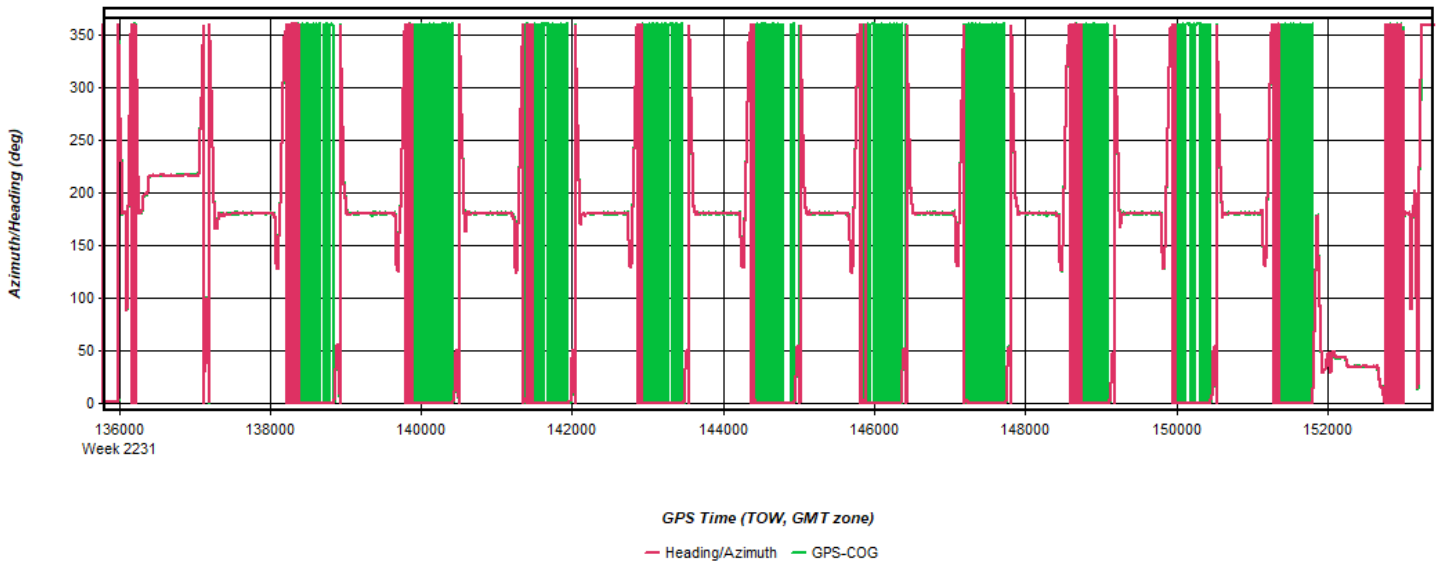 Azimuth/Heading (deg)
350
300
250
200
150
100
50
0
136000 138000 140000 142000 144000 146000 148000 150000 152000
Week 2231
GPS Time (TOW, GMT zone)
Heading/Azimuth GPS-COG